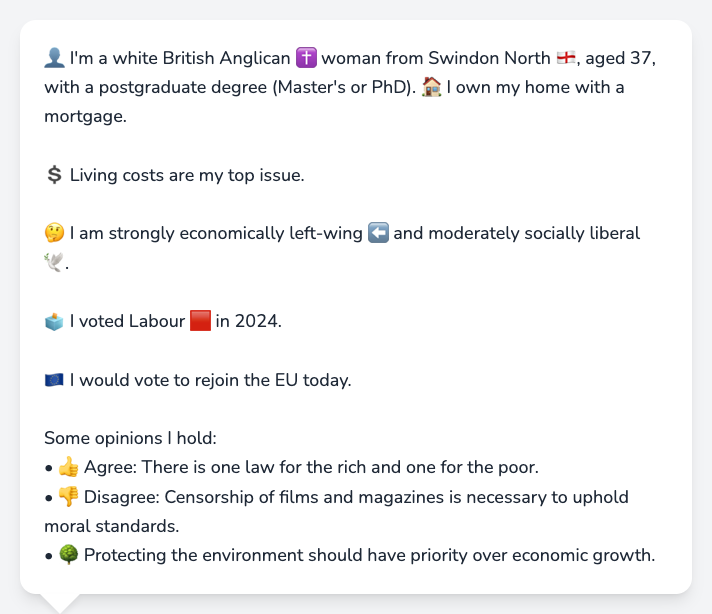 👤 I'm a white British Anglican ✝️ woman from Swindon North 🏴󠁧󠁢󠁥󠁮󠁧󠁿, aged 37,
with a postgraduate degree (Master's or PhD). 🏠 I own my home with a
mortgage.
💲 Living costs are my top issue.
🤔 I am strongly economically left-wing ⬅️ and moderately socially liberal
🕊️.
🗳️ I voted Labour 🟥 in 2024.
🇪🇺 I would vote to rejoin the EU today.
Some opinions I hold:
• 👍 Agree: There is one law for the rich and one for the poor.
• 👎 Disagree: Censorship of films and magazines is necessary to uphold
moral standards.
• 🌳 Protecting the environment should have priority over economic growth.